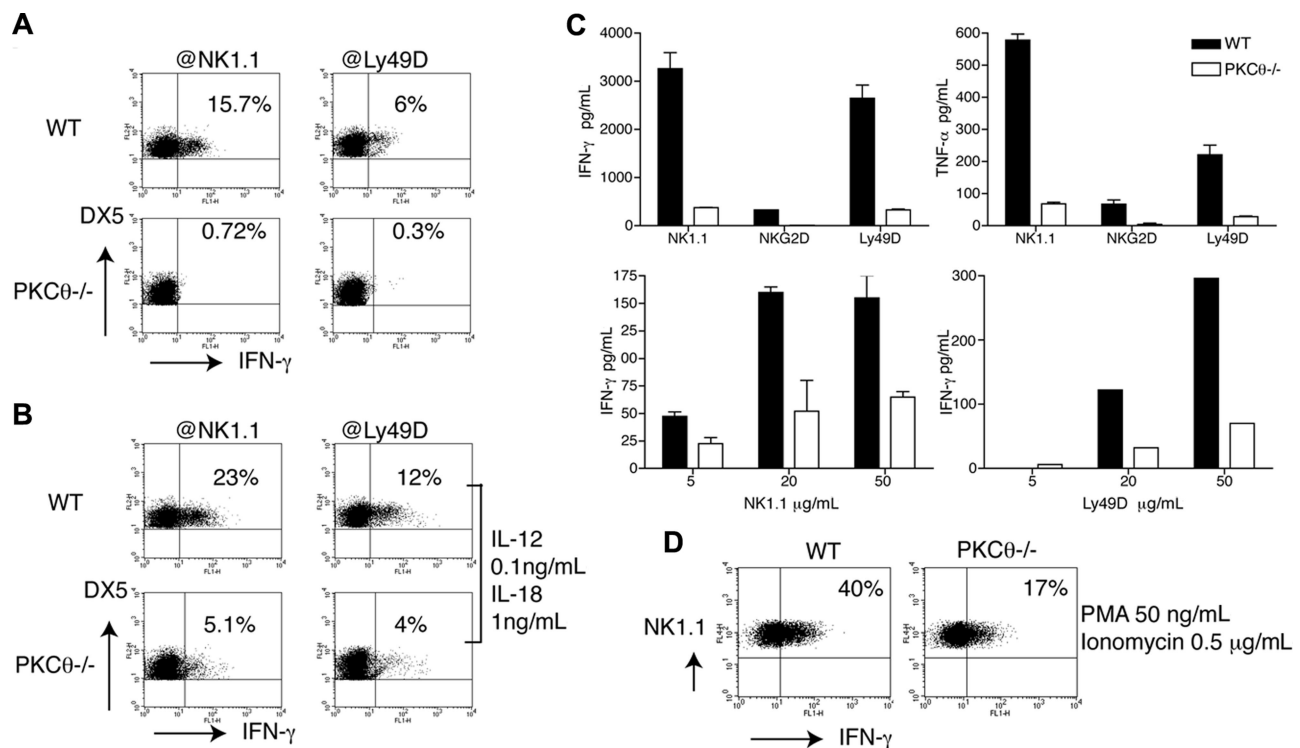 A
@NK1.1 @Ly49D
WT
15.7% 6%
DX5
PKCθ-/-
0.72% 0.3%
IFN-γ
B
@NK1.1 @Ly49D
WT
23% 12%
IL-12
0.1ng/mL
IL-18
1ng/mL
DX5
PKCθ-/-
5.1% 4%
IFN-γ
C
IFN-γ pg/mL
4000
3000
2000
1000
0
NK1.1 NKG2D Ly49D
TNF-α pg/mL
600
500
400
300
200
100
0
NK1.1 NKG2D Ly49D
WT
PKCθ-/-
IFN-γ pg/mL
175
150
125
00
75
50
25
0
5 20 50
NK1.1 µg/mL
IFN-γ pg/mL
300
200
100
0
5 20 50
Ly49D µg/mL
D
WT PKCθ-/-
40% 17%
NK1.1
PMA 50 ng/mL
Ionomycin 0.5 µg/mL
IFN-γ